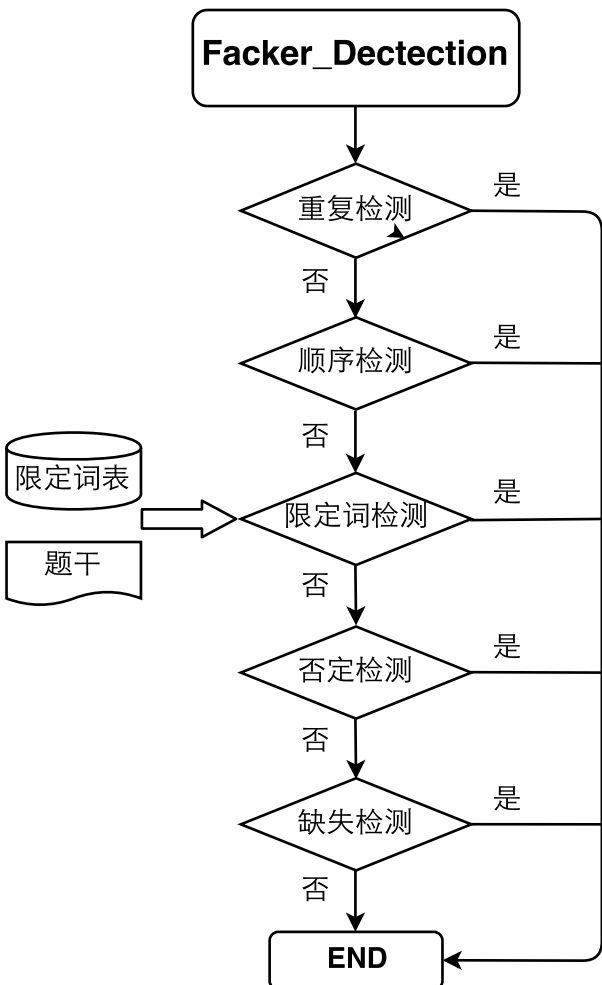 Facker_Dectection
重复检测
是
否
顺序检测
是
否
限定词表
限定词检测
是
题干
否
否定检测
是
否
缺失检测
是
否
END